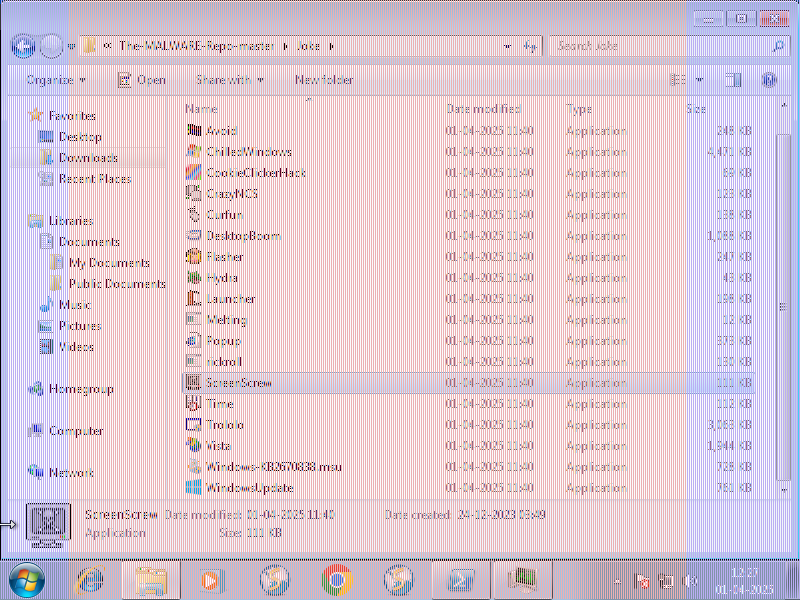 « The-MALWARE-Repo-master ▸ Joke ▸
Search Joke
Organize Open Share with New folder
Name Date modified Type Size
Favorites
Desktop
Downloads
Recent Places
Libraries
Documents
My Documents
Public Documents
Music
Pictures
Videos
Homegroup
Computer
Network
Avoid 01-04-2025 11:40 Application 248 KB
ChilledWindows 01-04-2025 11:40 Application 4,471 KB
CookieClickerHack 01-04-2025 11:40 Application 69 KB
CrazyNCS 01-04-2025 11:40 Application 123 KB
Curfun 01-04-2025 11:40 Application 138 KB
DesktopBoom 01-04-2025 11:40 Application 1,088 KB
Flasher 01-04-2025 11:40 Application 247 KB
Hydra 01-04-2025 11:40 Application 43 KB
Launcher 01-04-2025 11:40 Application 198 KB
Melting 01-04-2025 11:40 Application 12 KB
Popup 01-04-2025 11:40 Application 373 KB
rickroll 01-04-2025 11:40 Application 130 KB
ScreenScrew 01-04-2025 11:40 Application 111 KB
Time 01-04-2025 11:40 Application 112 KB
Trololo 01-04-2025 11:40 Application 3,063 KB
Vista 01-04-2025 11:40 Application 1,944 KB
Windows-KB2670838.msu 01-04-2025 11:40 Application 728 KB
WindowsUpdate 01-04-2025 11:40 Application 761 KB
ScreenScrew Date modified: 01-04-2025 11:40 Date created: 24-12-2023 03:49
Application Size: 111 KB
12:27
01-04-2025